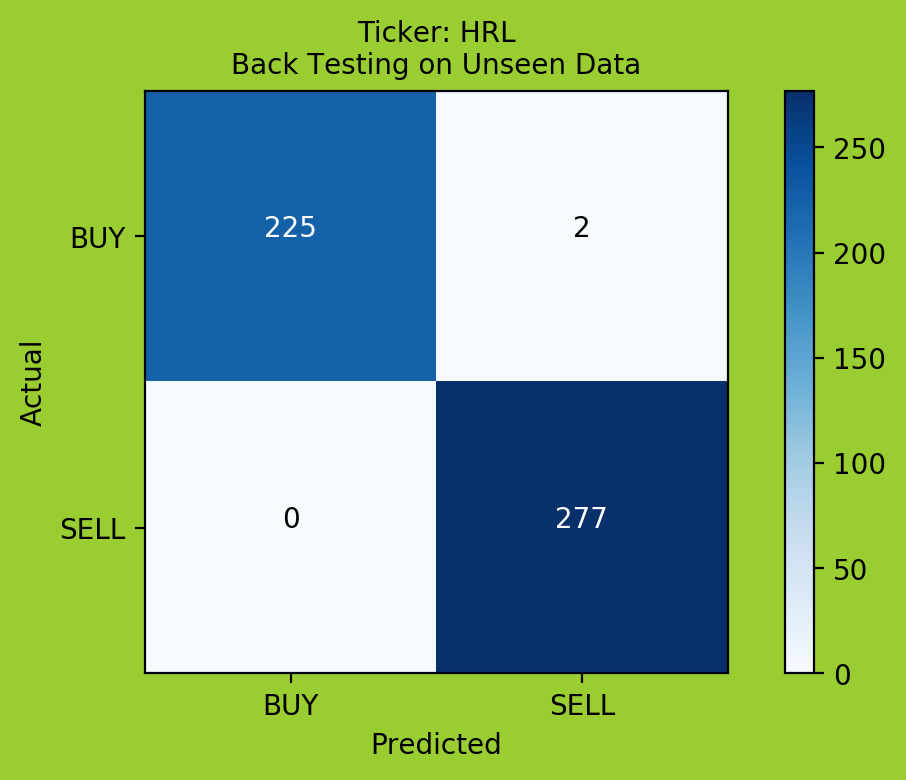 Ticker: HRL
Back Testing on Unseen Data
Actual
BUY
225
2
SELL
0
277
BUY
SELL
Predicted
250
200
150
100
50
0